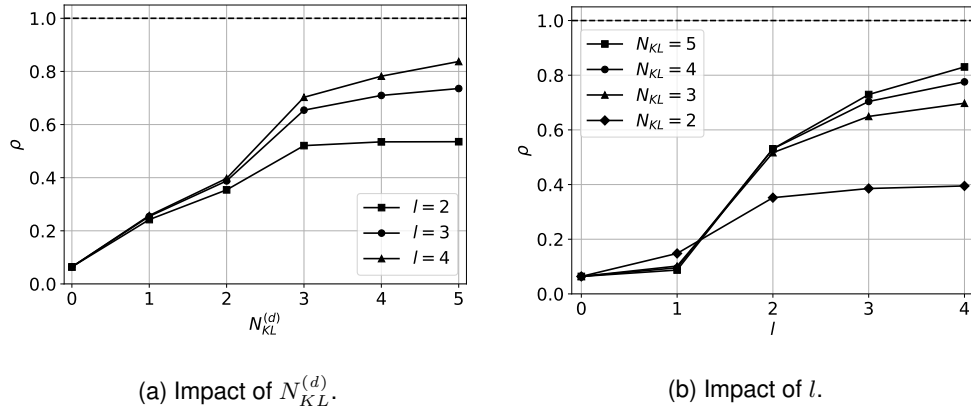 1.0
0.8
0.6
0.4
0.2
0.0
ρ
0 1 2 3 4 5
N_{KL}^{(d)}
l = 2
l = 3
l = 4
(a) Impact of N_{KL}^{(d)}.
1.0
0.8
0.6
0.4
0.2
0.0
ρ
0 1 2 3 4
l
N_{KL} = 5
N_{KL} = 4
N_{KL} = 3
N_{KL} = 2
(b) Impact of l.